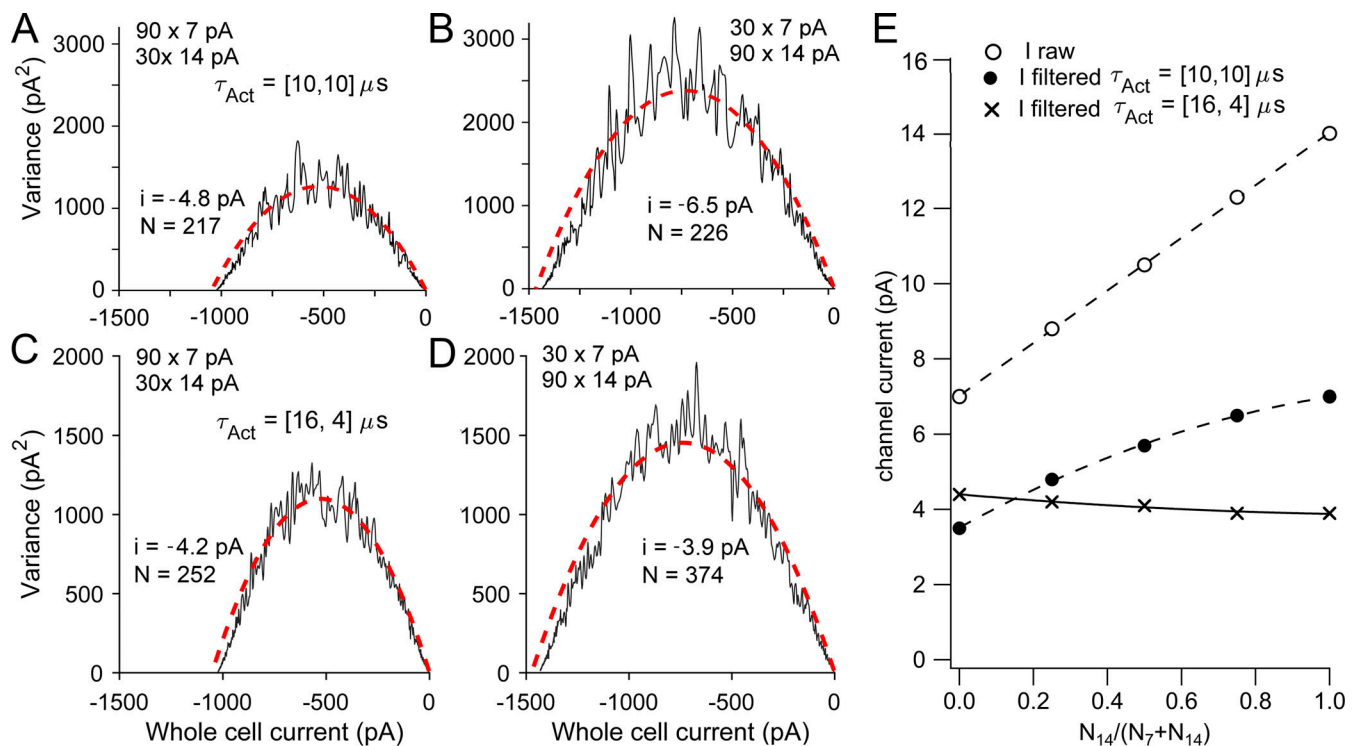 A
90 x 7 pA
30x 14 pA
τAct = [10,10] μs
i = -4.8 pA
N = 217
Variance (pA2)
3000
2000
1000
0
-1500
-1000
-500
0
B
30 x 7 pA
90 x 14 pA
i = -6.5 pA
N = 226
3000
2000
1000
0
-1500
-1000
-500
0
C
90 x 7 pA
30x 14 pA
τAct = [16, 4] μs
i = -4.2 pA
N = 252
Variance (pA2)
2000
1500
1000
500
0
-1500
-1000
-500
0
Whole cell current (pA)
D
30 x 7 pA
90 x 14 pA
i = -3.9 pA
N = 374
2000
1500
1000
500
0
-1500
-1000
-500
0
Whole cell current (pA)
E
I raw
I filtered τAct = [10,10] μs
I filtered τAct = [16, 4] μs
channel current (pA)
16
14
12
10
8
6
4
2
0
0.0
0.2
0.4
0.6
0.8
1.0
N14/(N7+N14)